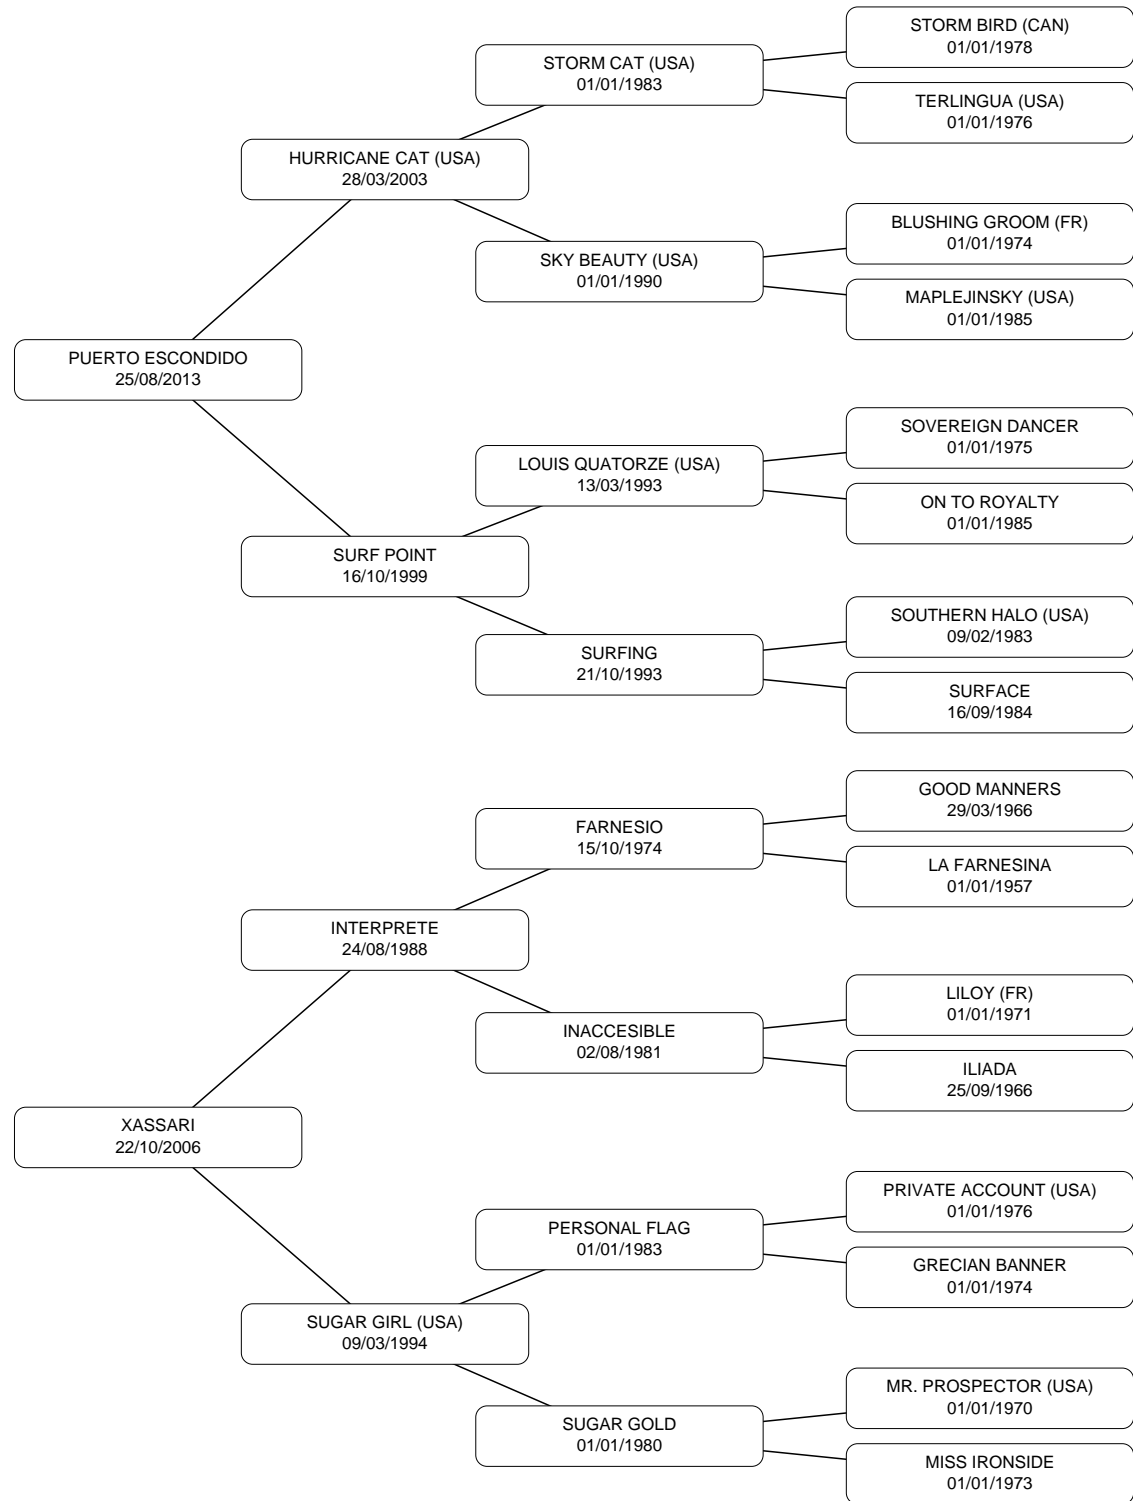 STORM BIRD (CAN)
01/01/1978
STORM CAT (USA)
01/01/1983
TERLINGUA (USA)
01/01/1976
HURRICANE CAT (USA)
28/03/2003
BLUSHING GROOM (FR)
01/01/1974
SKY BEAUTY (USA)
01/01/1990
MAPLEJINSKY (USA)
01/01/1985
PUERTO ESCONDIDO
25/08/2013
SOVEREIGN DANCER
01/01/1975
LOUIS QUATORZE (USA)
13/03/1993
ON TO ROYALTY
01/01/1985
SURF POINT
16/10/1999
SOUTHERN HALO (USA)
09/02/1983
SURFING
21/10/1993
SURFACE
16/09/1984
GOOD MANNERS
29/03/1966
FARNESIO
15/10/1974
LA FARNESINA
01/01/1957
INTERPRETE
24/08/1988
LILOY (FR)
01/01/1971
INACCESIBLE
02/08/1981
ILIADA
25/09/1966
XASSARI
22/10/2006
PRIVATE ACCOUNT (USA)
01/01/1976
PERSONAL FLAG
01/01/1983
GRECIAN BANNER
01/01/1974
SUGAR GIRL (USA)
09/03/1994
MR. PROSPECTOR (USA)
01/01/1970
SUGAR GOLD
01/01/1980
MISS IRONSIDE
01/01/1973